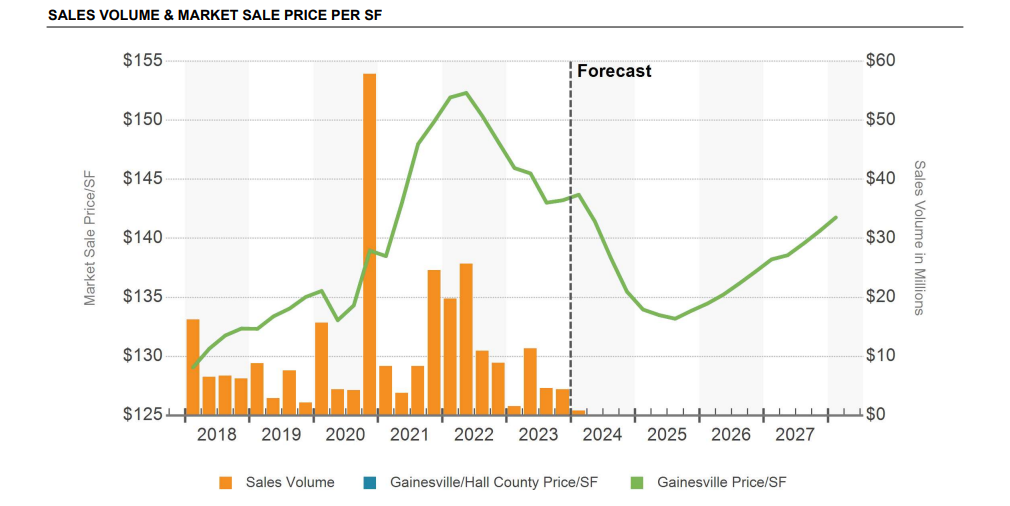 SALES VOLUME & MARKET SALE PRICE PER SF
$155 $60
Forecast
$150 $50
$145 $40
$140 $30
$135 $20
$130 $10
$125 $0
Market Sale Price/SF
Sales Volume in Millions
2018 2019 2020 2021 2022 2023 2024 2025 2026 2027
Sales Volume Gainesville/Hall County Price/SF Gainesville Price/SF